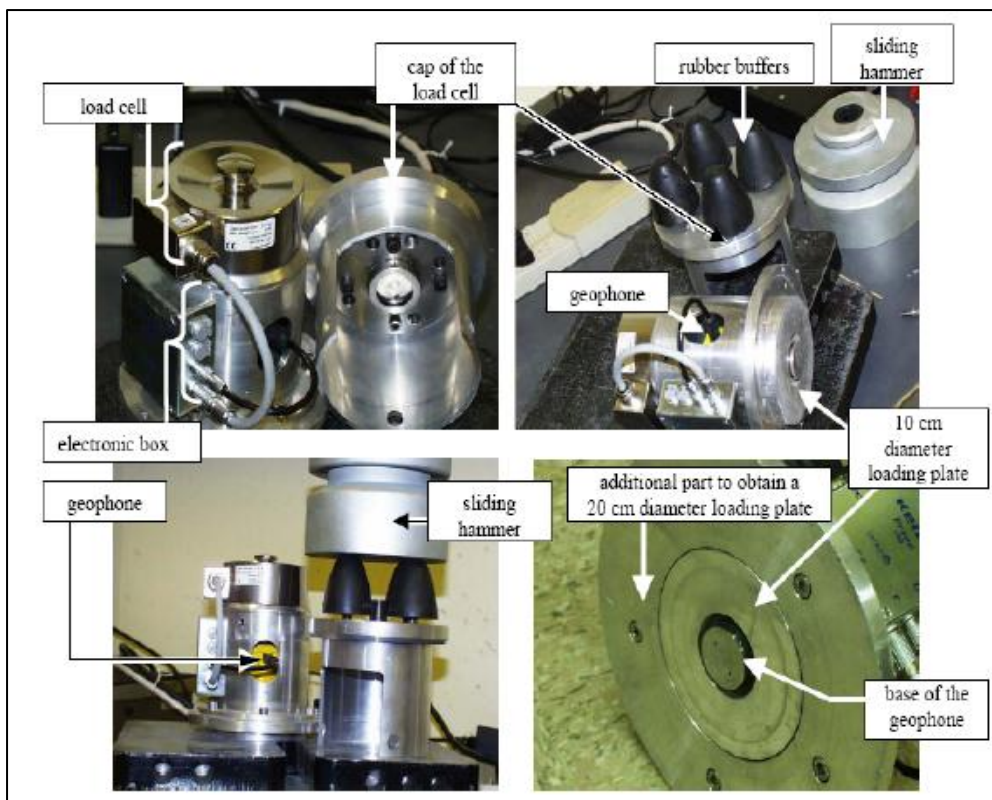 load cell
cap of the
load cell
rubber buffers
sliding
hammer
geophone
electronic box
geophone
sliding
hammer
additional part to obtain a
20 cm diameter loading plate
10 cm
diameter
loading plate
base of the
geophone